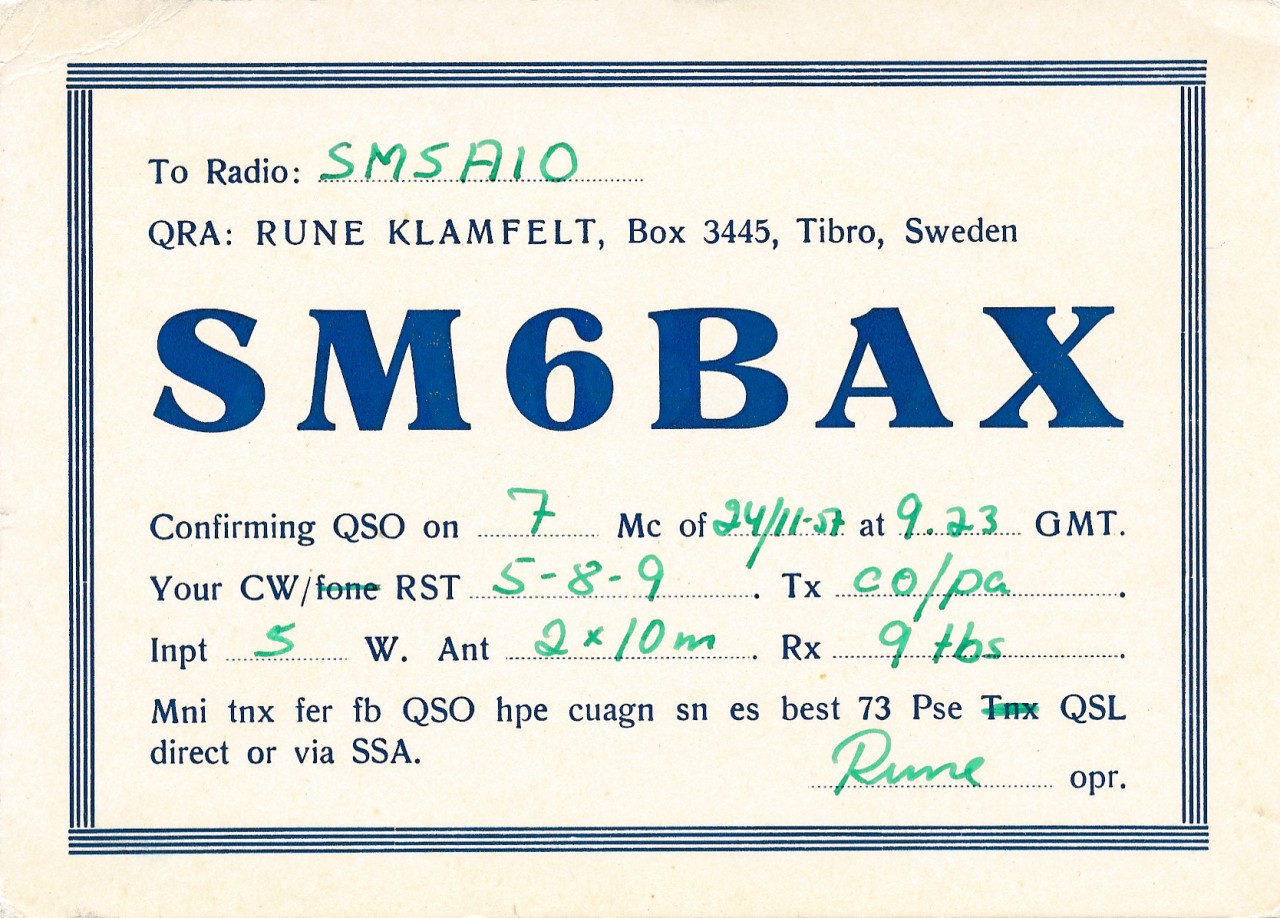 To Radio: SM5AIO
QRA: RUNE KLAMFELT, Box 3445, Tibro, Sweden
SM6BAX
Confirming QSO on 7 Mc of 24/11-57 at 9.23 GMT.
Your CW/fone RST 5-8-9. Tx co/pa.
Inpt 5 W. Ant 2 x 10 m. Rx 9 tbs.
Mni tnx fer fb QSO hpe cuagn sn es best 73 Pse Tnx QSL
direct or via SSA.
Rune opr.